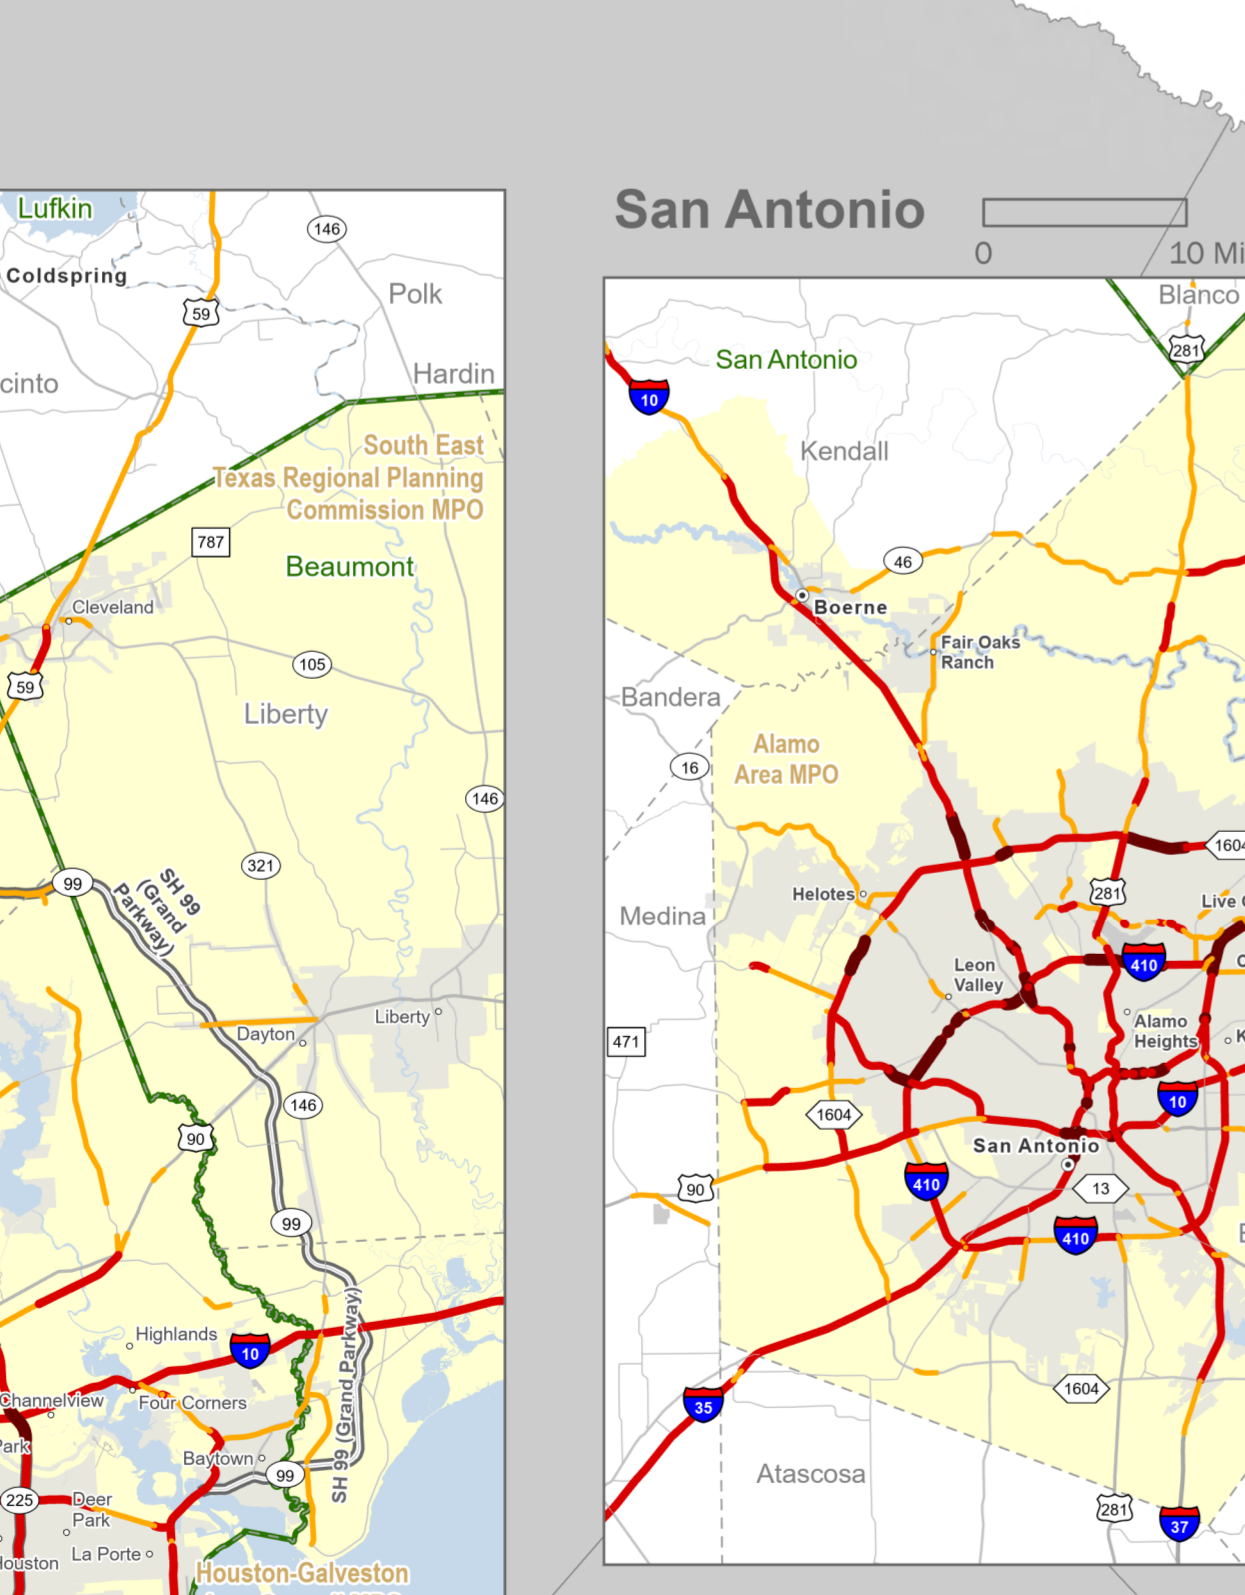 Lufkin
146
Coldspring
Polk
59
Hardin
cinto
South East
Texas Regional Planning
Commission MPO
787
Beaumont
Cleveland
105
59
Liberty
146
321
99
SH 99
(Grand
Parkway)
Liberty
Dayton
146
90
99
Highlands
10
SH 99 (Grand Parkway)
Channelview
Four Corners
Park
Baytown
99
225
Deer
Park
La Porte
Houston
Houston-Galveston
San Antonio
0
10 Mi
Blanco
281
San Antonio
10
Kendall
46
Boerne
Fair Oaks
Ranch
Bandera
Alamo
Area MPO
16
1604
Helotes
281
Live
Medina
410
Leon
Valley
471
Alamo
Heights
K
10
1604
San Antonio
90
410
13
410
35
1604
Atascosa
281
37